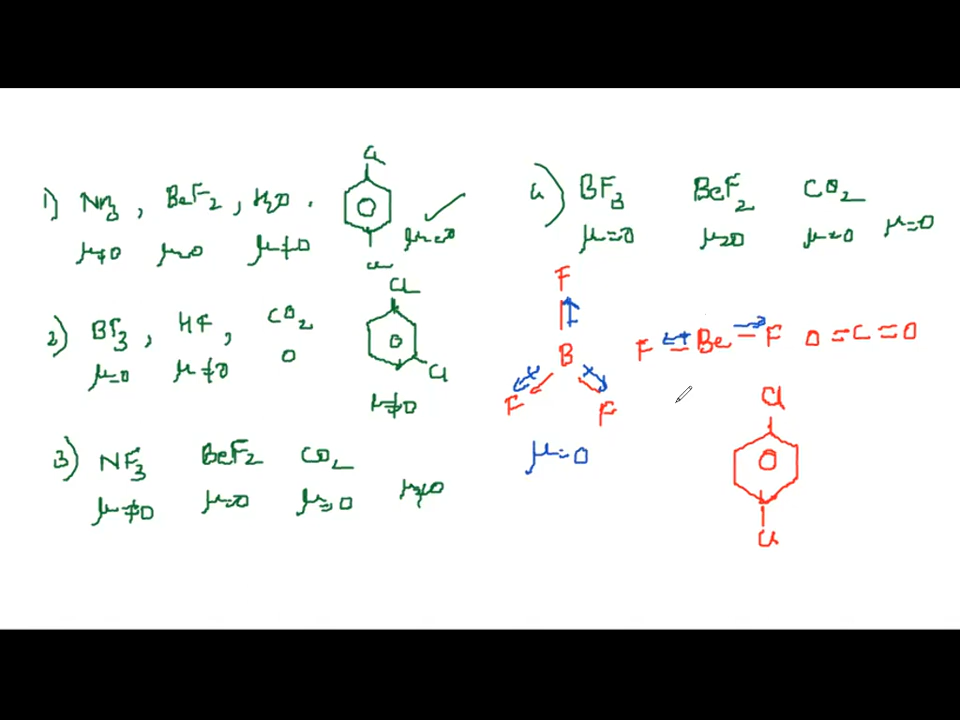 1) NH3 , BeF2 , H2O .
Cl
Cl
μ≠0 μ=0 μ≠0 μ=0
2) BF3 , HF , CO2
Cl
Cl
μ=0 μ≠0 0 μ≠0
3) NF3 BeF2 CO2
μ≠0 μ=0 μ=0 μ≠0
4) BF3 BeF2 CO2
μ=0 μ=0 μ=0 μ=0
F
B
F F
μ=0
F - Be - F O = C = O
Cl
Cl